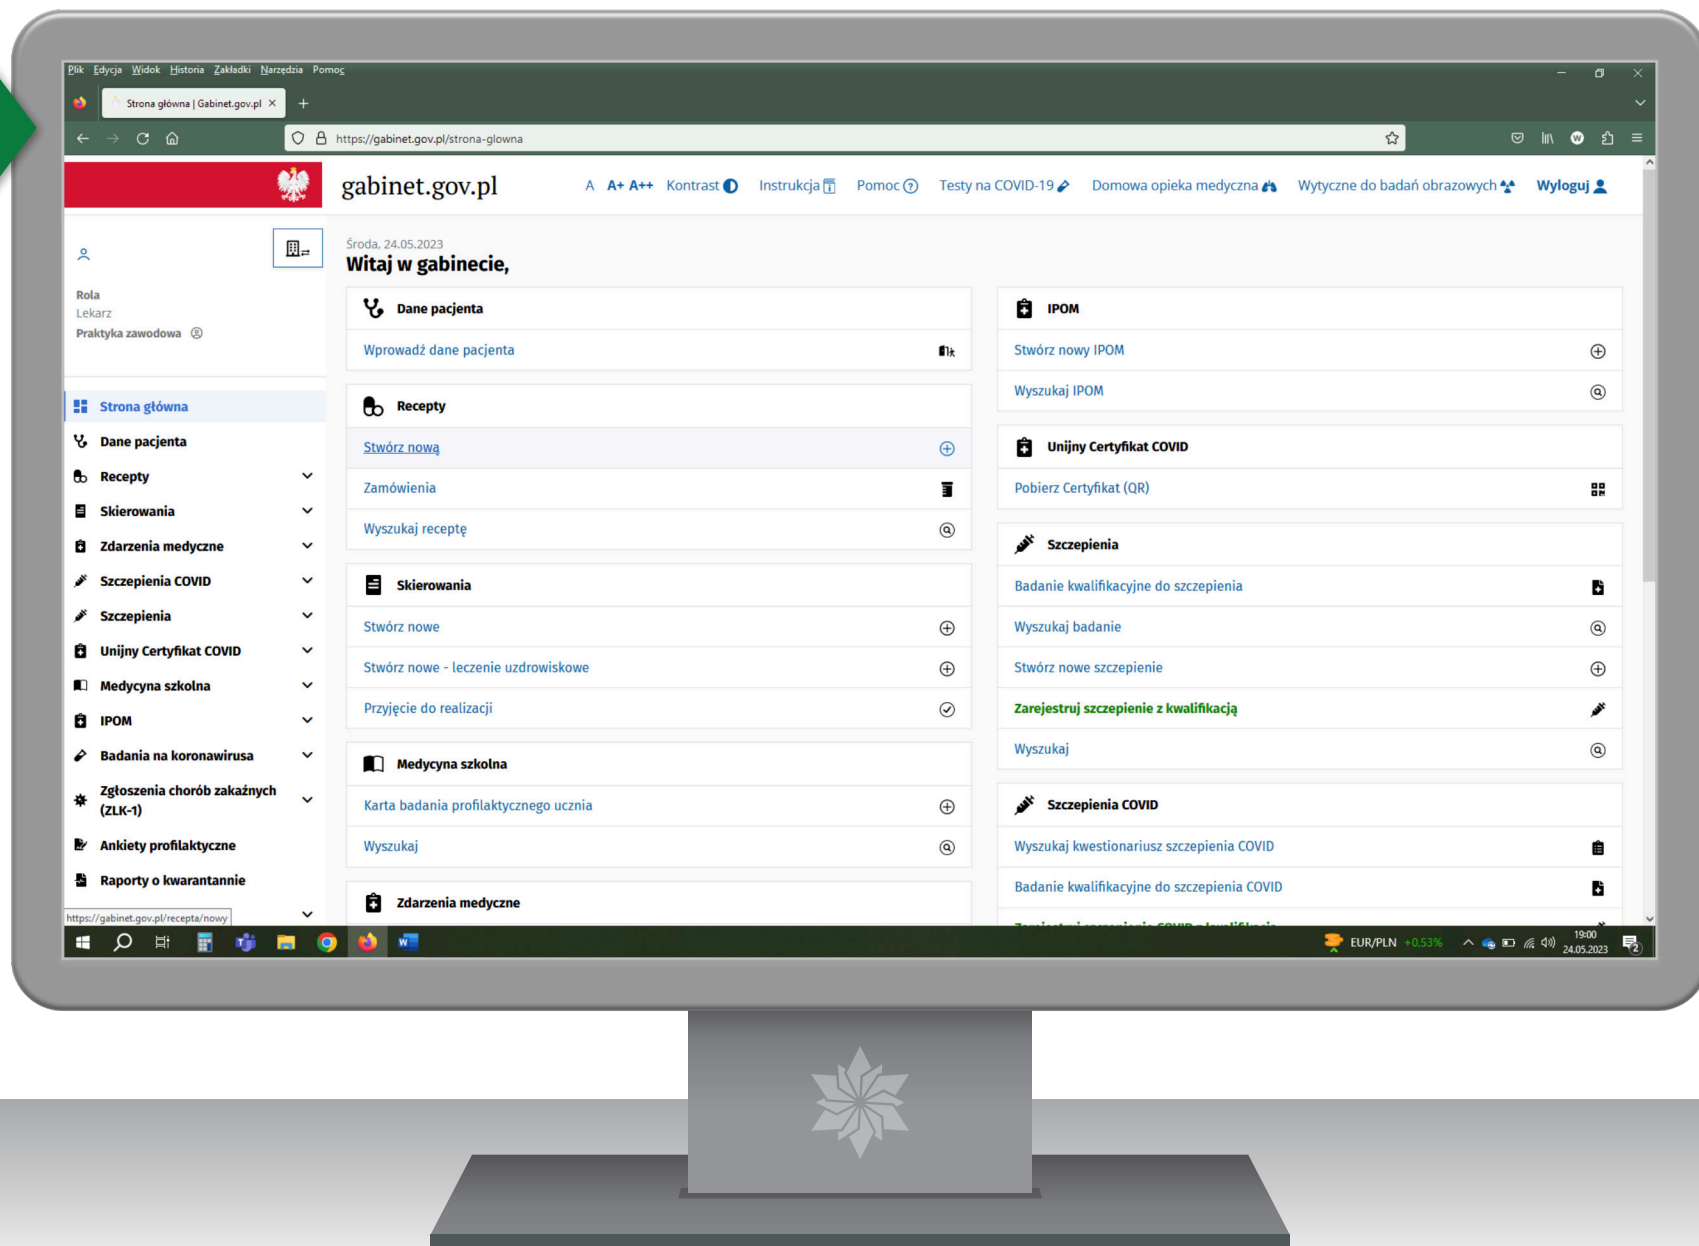 Plik Edycja Widok Historia Zakładki Narzędzia Pomoc
Strona główna | Gabinet.gov.pl
https://gabinet.gov.pl/strona-glowna
gabinet.gov.pl
A A+ A++ Kontrast Instrukcja Pomoc Testy na COVID-19 Domowa opieka medyczna Wytyczne do badań obrazowych Wyloguj
Rola
Lekarz
Praktyka zawodowa
Strona główna
Dane pacjenta
Recepty
Skierowania
Zdarzenia medyczne
Szczepienia COVID
Szczepienia
Unijny Certyfikat COVID
Medycyna szkolna
IPOM
Badania na koronawirusa
Zgłoszenia chorób zakaźnych
(ZLK-1)
Ankiety profilaktyczne
Raporty o kwarantannie
https://gabinet.gov.pl/recepta/nowy
Środa, 24.05.2023
Witaj w gabinecie,
Dane pacjenta
Wprowadź dane pacjenta
Recepty
Stwórz nową
Zamówienia
Wyszukaj receptę
Skierowania
Stwórz nowe
Stwórz nowe - leczenie uzdrowiskowe
Przyjęcie do realizacji
Medycyna szkolna
Karta badania profilaktycznego ucznia
Wyszukaj
Zdarzenia medyczne
IPOM
Stwórz nowy IPOM
Wyszukaj IPOM
Unijny Certyfikat COVID
Pobierz Certyfikat (QR)
Szczepienia
Badanie kwalifikacyjne do szczepienia
Wyszukaj badanie
Stwórz nowe szczepienie
Zarejestruj szczepienie z kwalifikacją
Wyszukaj
Szczepienia COVID
Wyszukaj kwestionariusz szczepienia COVID
Badanie kwalifikacyjne do szczepienia COVID
EUR/PLN +0,53%
19:00
24.05.2023
2